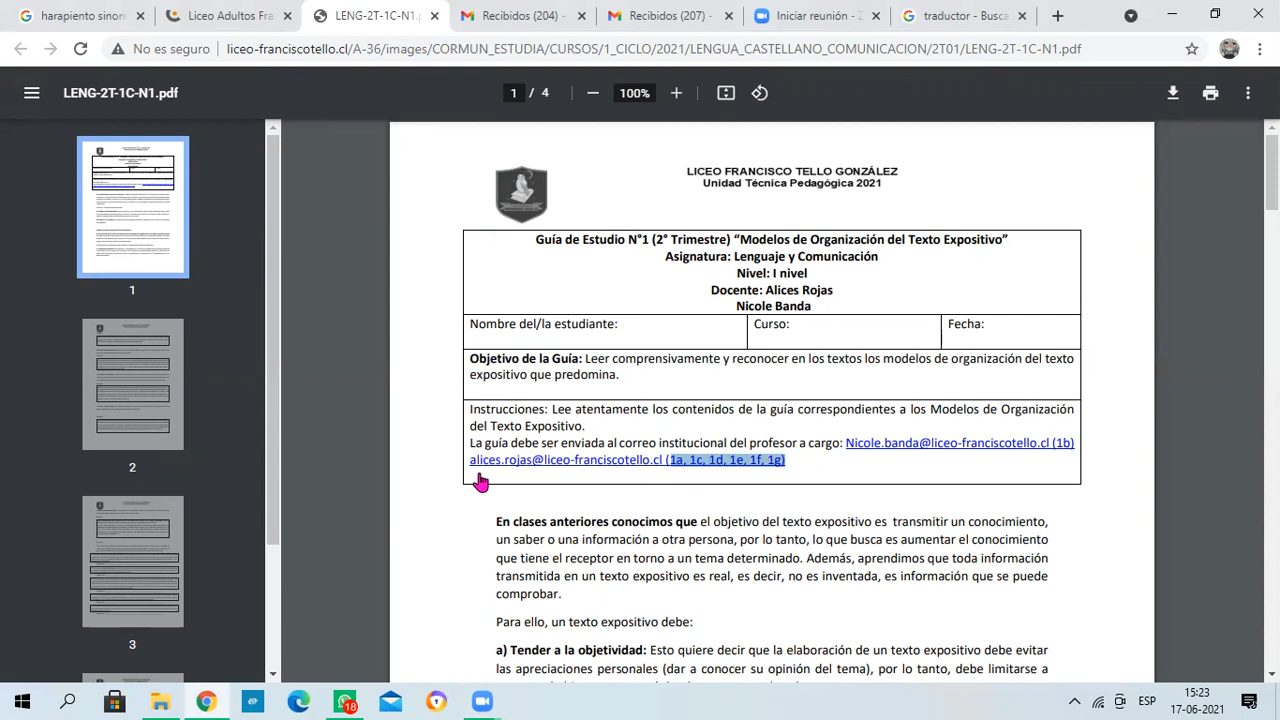 harapiento sinoni
Liceo Adultos Fra
LENG-2T-1C-N1.p
Recibidos (204) -
Recibidos (207) -
Iniciar reunión - Z
traductor - Busca
No es seguro
liceo-franciscotello.cl/A-36/images/CORMUN_ESTUDIA/CURSOS/1_CICLO/2021/LENGUA_CASTELLANO_COMUNICACION/2T01/LENG-2T-1C-N1.pdf
LENG-2T-1C-N1.pdf
1 / 4
100%
1
2
3
LICEO FRANCISCO TELLO GONZÁLEZ
Unidad Técnica Pedagógica 2021
Guía de Estudio N°1 (2° Trimestre) “Modelos de Organización del Texto Expositivo”
Asignatura: Lenguaje y Comunicación
Nivel: I nivel
Docente: Alices Rojas
Nicole Banda
Nombre del/la estudiante:
Curso:
Fecha:
Objetivo de la Guía: Leer comprensivamente y reconocer en los textos los modelos de organización del texto
expositivo que predomina.
Instrucciones: Lee atentamente los contenidos de la guía correspondientes a los Modelos de Organización
del Texto Expositivo.
La guía debe ser enviada al correo institucional del profesor a cargo: Nicole.banda@liceo-franciscotello.cl (1b)
alices.rojas@liceo-franciscotello.cl (1a, 1c, 1d, 1e, 1f, 1g)
En clases anteriores conocimos que el objetivo del texto expositivo es transmitir un conocimiento,
un saber o una información a otra persona, por lo tanto, lo que busca es aumentar el conocimiento
que tiene el receptor en torno a un tema determinado. Además, aprendimos que toda información
transmitida en un texto expositivo es real, es decir, no es inventada, es información que se puede
comprobar.
Para ello, un texto expositivo debe:
a) Tender a la objetividad: Esto quiere decir que la elaboración de un texto expositivo debe evitar
las apreciaciones personales (dar a conocer su opinión del tema), por lo tanto, debe limitarse a
18
ESP
15:23
17-06-2021